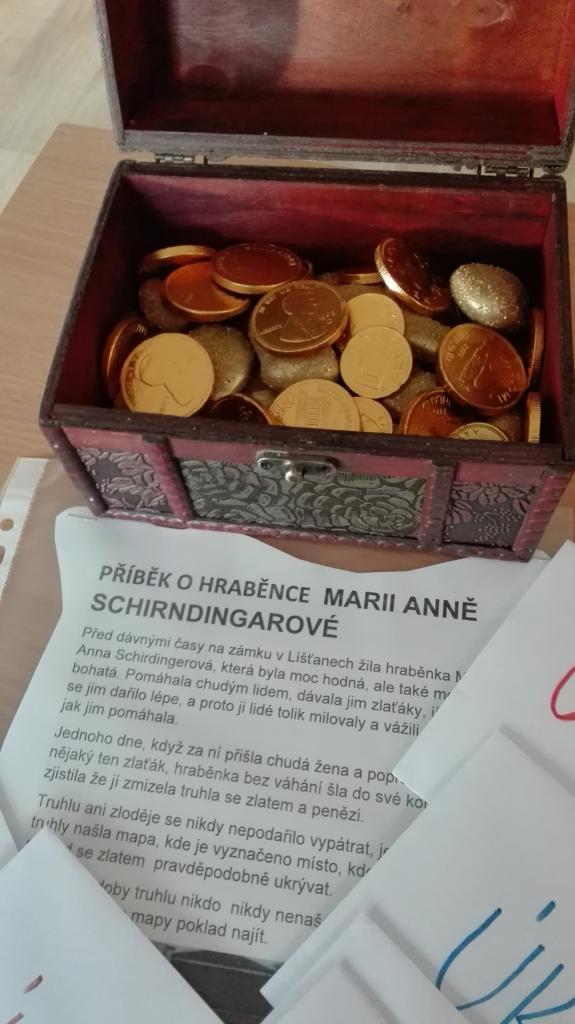 PŘÍBĚK O HRABĚNCE MARII ANNĚ
SCHIRNDINGAROVÉ
Před dávnými časy na zámku v Líšťanech žila hraběnka
Anna Schirdingerová, která byla moc hodná, ale také
bohatá. Pomáhala chudým lidem, dávala jim zlaťáky,
se jim dařilo lépe, a proto ji lidé tolik milovaly a vážili
jak jim pomáhala.
Jednoho dne, když za ní přišla chudá žena a
nějaký ten zlaťák, hraběnka bez váhání šla do své
zjistila že jí zmizela truhla se zlatem a penězi.
Truhlu ani zloděje se nikdy nepodařilo vypátrat,
truhly našla mapa, kde je vyznačeno místo,
se zlatem pravděpodobně ukrývat.
doby truhlu nikdo nikdy
mapy poklad najít.
ÚK